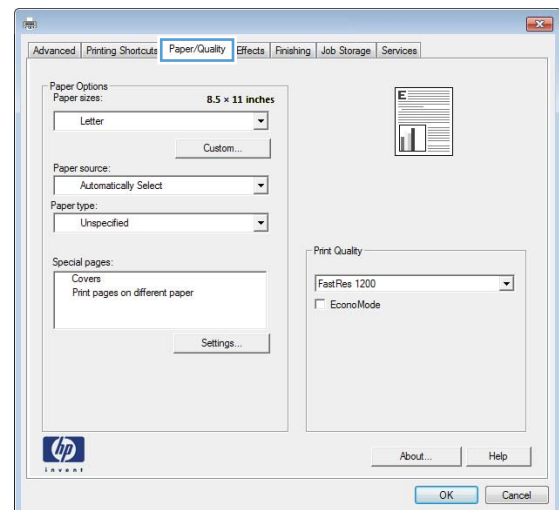 Advanced Printing Shortcuts Paper/Quality Effects Finishing Job Storage Services
Paper Options
Paper sizes: 8.5 × 11 inches
Letter
Custom...
Paper source:
Automatically Select
Paper type:
Unspecified
Special pages:
Covers
Print pages on different paper
Settings...
E
Print Quality
FastRes 1200
EconoMode
hp
invent
About... Help
OK Cancel